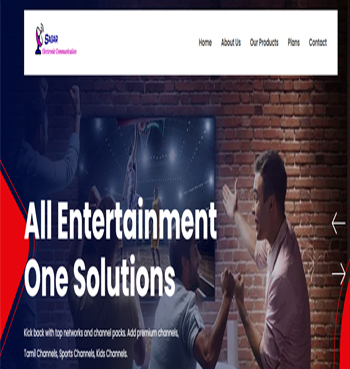 SAGAR
Electronic Communication
Home About Us Our Products Plans Contact
All Entertainment
One Solutions
Kick back with top networks and channel packs. Add premium channels,
Tamil Channels, Sports Channels, Kids Channels.